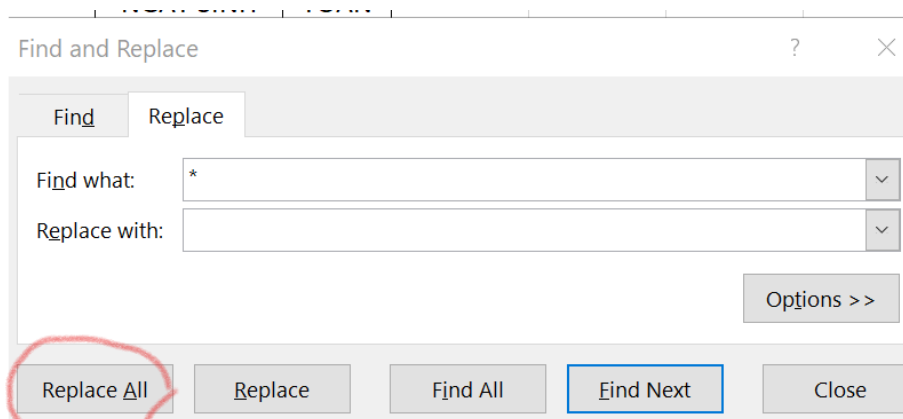 Find and Replace ?
Find Replace
Find what: *
Replace with:
Options >>
Replace All Replace Find All Find Next Close